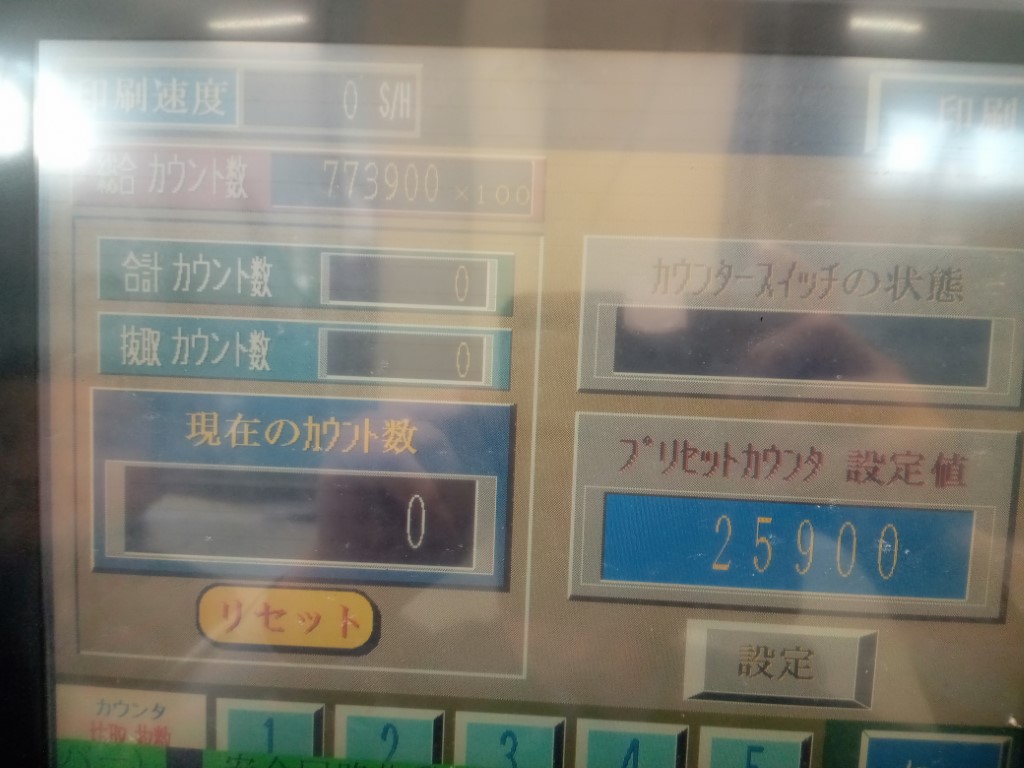 印刷速度 0 S/H
印刷
総合 カウント数 773900 ×100
合計 カウント数 0
抜取 カウント数 0
現在のカウント数
0
リセット
カウンタースイッチの状態
プリセットカウンタ 設定値
25900
設定
カウンタ
抜取 枚数
1 2 3 4 5